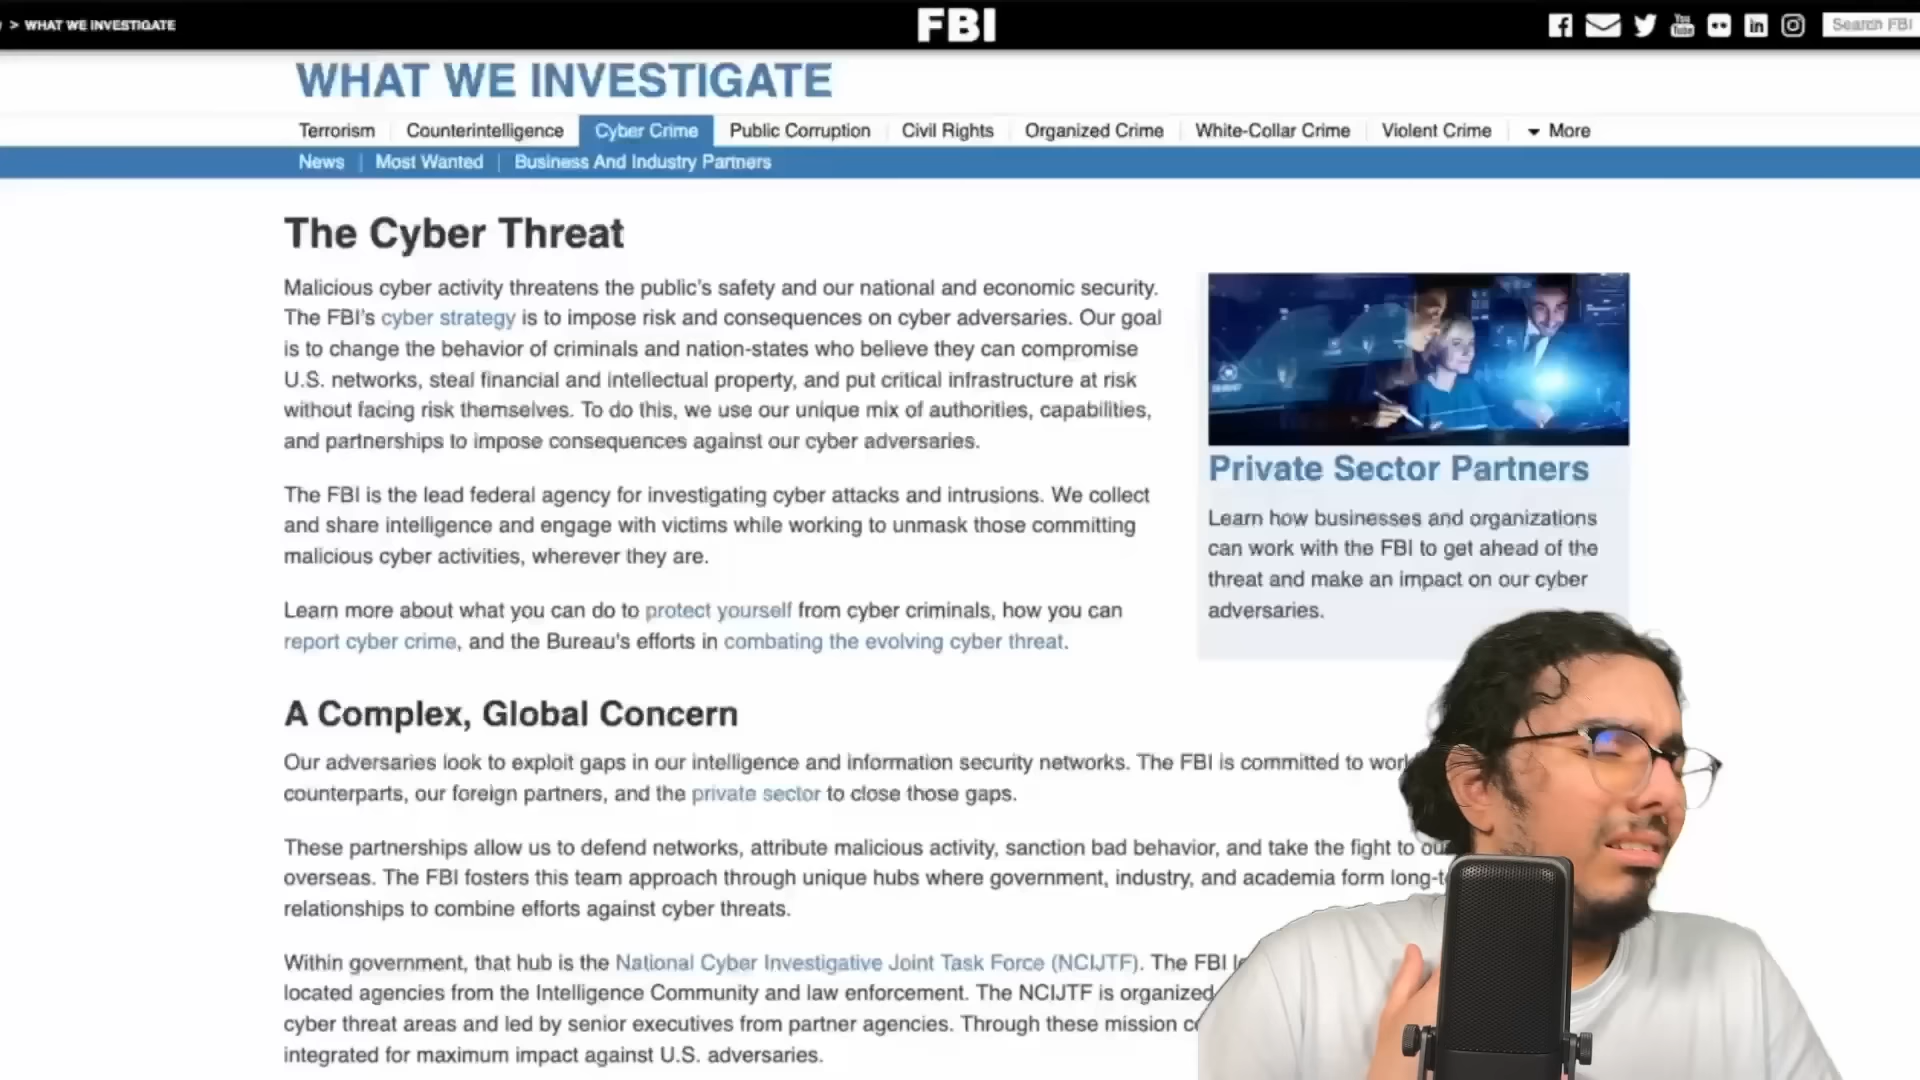 > WHAT WE INVESTIGATE
FBI
You
Tube
Search FBI
WHAT WE INVESTIGATE
Terrorism
Counterintelligence
Cyber Crime
Public Corruption
Civil Rights
Organized Crime
White-Collar Crime
Violent Crime
More
News
Most Wanted
Business And Industry Partners
The Cyber Threat
Malicious cyber activity threatens the public's safety and our national and economic security.
The FBI's cyber strategy is to impose risk and consequences on cyber adversaries. Our goal
is to change the behavior of criminals and nation-states who believe they can compromise
U.S. networks, steal financial and intellectual property, and put critical infrastructure at risk
without facing risk themselves. To do this, we use our unique mix of authorities, capabilities,
and partnerships to impose consequences against our cyber adversaries.
The FBI is the lead federal agency for investigating cyber attacks and intrusions. We collect
and share intelligence and engage with victims while working to unmask those committing
malicious cyber activities, wherever they are.
Learn more about what you can do to protect yourself from cyber criminals, how you can
report cyber crime, and the Bureau's efforts in combating the evolving cyber threat.
Private Sector Partners
Learn how businesses and organizations
can work with the FBI to get ahead of the
threat and make an impact on our cyber
adversaries.
A Complex, Global Concern
Our adversaries look to exploit gaps in our intelligence and information security networks. The FBI is committed to
counterparts, our foreign partners, and the private sector to close those gaps.
These partnerships allow us to defend networks, attribute malicious activity, sanction bad behavior, and take the fight to
overseas. The FBI fosters this team approach through unique hubs where government, industry, and academia form
relationships to combine efforts against cyber threats.
Within government, that hub is the National Cyber Investigative Joint Task Force (NCIJTF). The FBI
located agencies from the Intelligence Community and law enforcement. The NCIJTF is organized
cyber threat areas and led by senior executives from partner agencies. Through these mission
integrated for maximum impact against U.S. adversaries.